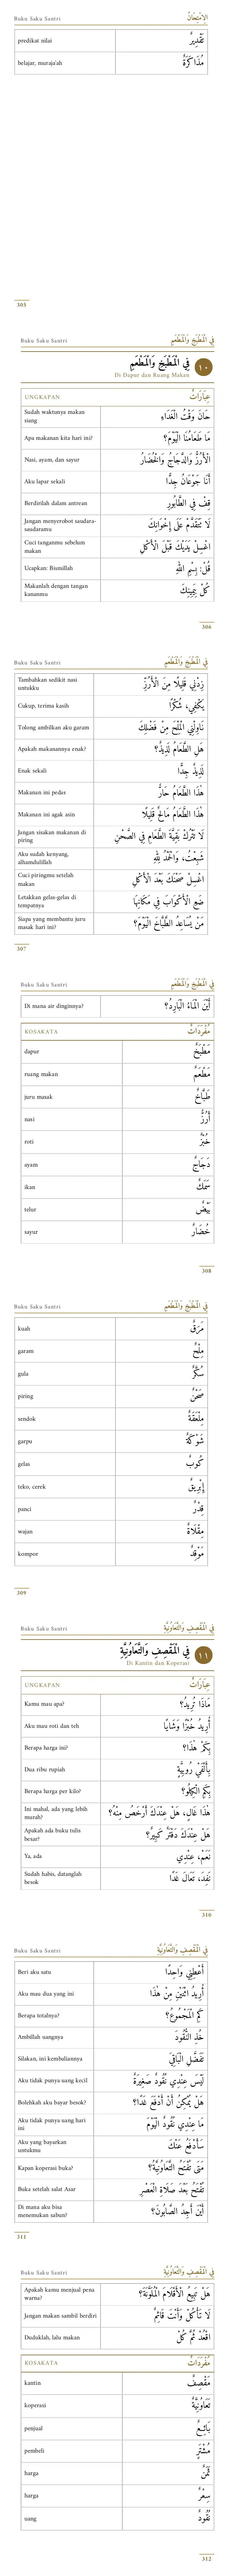 Buku Saku Santri الِامْتِحَانُ
predikat nilai تَقْدِيرٌ
belajar, muraja'ah مُذَاكَرَةٌ
305
Buku Saku Santri فِي الْمَطْبَخِ وَالْمَطْعَمِ
١٠ فِي الْمَطْبَخِ وَالْمَطْعَمِ
Di Dapur dan Ruang Makan
UNGKAPAN عِبَارَاتٌ
Sudah waktunya makan siang حَانَ وَقْتُ الْغَدَاءِ
Apa makanan kita hari ini? مَا طَعَامُنَا الْيَوْمَ؟
Nasi, ayam, dan sayur الْأَرُزُّ وَالدَّجَاجُ وَالْخُضَارُ
Aku lapar sekali أَنَا جَوْعَانُ جِدًّا
Berdirilah dalam antrean قِفْ فِي الطَّابُورِ
Jangan menyerobot saudara-saudaramu لَا تَتَقَدَّمْ عَلَى إِخْوَانِكَ
Cuci tanganmu sebelum makan اغْسِلْ يَدَيْكَ قَبْلَ الْأَكْلِ
Ucapkan: Bismillah قُلْ: بِسْمِ اللهِ
Makanlah dengan tangan kananmu كُلْ بِيَمِينِكَ
306
Buku Saku Santri فِي الْمَطْبَخِ وَالْمَطْعَمِ
Tambahkan sedikit nasi untukku زِدْنِي قَلِيلًا مِنَ الْأَرُزِّ
Cukup, terima kasih يَكْفِي، شُكْرًا
Tolong ambilkan aku garam نَاوِلْنِي الْمِلْحَ مِنْ فَضْلِكَ
Apakah makanannya enak? هَلِ الطَّعَامُ لَذِيذٌ؟
Enak sekali لَذِيذٌ جِدًّا
Makanan ini pedas هٰذَا الطَّعَامُ حَارٌّ
Makanan ini agak asin هٰذَا الطَّعَامُ مَالِحٌ قَلِيلًا
Jangan sisakan makanan di piring لَا تَتْرُكْ بَقِيَّةَ الطَّعَامِ فِي الصَّحْنِ
Aku sudah kenyang, alhamdulillah شَبِعْتُ، وَالْحَمْدُ لِلّٰهِ
Cuci piringmu setelah makan اغْسِلْ صَحْنَكَ بَعْدَ الْأَكْلِ
Letakkan gelas-gelas di tempatnya ضَعِ الْأَكْوَابَ فِي مَكَانِهَا
Siapa yang membantu juru masak hari ini? مَنْ يُسَاعِدُ الطَّبَّاخَ الْيَوْمَ؟
307
Buku Saku Santri فِي الْمَطْبَخِ وَالْمَطْعَمِ
Di mana air dinginnya? أَيْنَ الْمَاءُ الْبَارِدُ؟
KOSAKATA مُفْرَدَاتٌ
dapur مَطْبَخٌ
ruang makan مَطْعَمٌ
juru masak طَبَّاخٌ
nasi أَرُزٌّ
roti خُبْزٌ
ayam دَجَاجٌ
ikan سَمَكٌ
telur بَيْضٌ
sayur خُضَارٌ
308
Buku Saku Santri فِي الْمَطْبَخِ وَالْمَطْعَمِ
kuah مَرَقٌ
garam مِلْحٌ
gula سُكَّرٌ
piring صَحْنٌ
sendok مِلْعَقَةٌ
garpu شَوْكَةٌ
gelas كُوبٌ
teko, cerek إِبْرِيقٌ
panci قِدْرٌ
wajan مِقْلَاةٌ
kompor مَوْقِدٌ
309
Buku Saku Santri فِي الْمَقْصِفِ وَالتَّعَاوُنِيَّةِ
١١ فِي الْمَقْصِفِ وَالتَّعَاوُنِيَّةِ
Di Kantin dan Koperasi
UNGKAPAN عِبَارَاتٌ
Kamu mau apa? مَاذَا تُرِيدُ؟
Aku mau roti dan teh أُرِيدُ خُبْزًا وَشَايًا
Berapa harga ini? بِكَمْ هٰذَا؟
Dua ribu rupiah بِأَلْفَيْ رُوبِيَّةٍ
Berapa harga per kilo? بِكَمِ الْكِيلُو؟
Ini mahal, ada yang lebih murah? هٰذَا غَالٍ، هَلْ عِنْدَكَ أَرْخَصُ مِنْهُ؟
Apakah ada buku tulis besar? هَلْ عِنْدَكَ دَفْتَرٌ كَبِيرٌ؟
Ya, ada نَعَمْ، عِنْدِي
Sudah habis, datanglah besok نَفِدَ، تَعَالَ غَدًا
310
Buku Saku Santri فِي الْمَقْصِفِ وَالتَّعَاوُنِيَّةِ
Beri aku satu أَعْطِنِي وَاحِدًا
Aku mau dua yang ini أُرِيدُ اثْنَيْنِ مِنْ هٰذَا
Berapa totalnya? كَمِ الْمَجْمُوعُ؟
Ambillah uangnya خُذِ النُّقُودَ
Silakan, ini kembaliannya تَفَضَّلِ الْبَاقِيَ
Aku tidak punya uang kecil لَيْسَ عِنْدِي نُقُودٌ صَغِيرَةٌ
Bolehkah aku bayar besok? هَلْ يُمْكِنُ أَنْ أَدْفَعَ غَدًا؟
Aku tidak punya uang hari ini مَا عِنْدِي نُقُودٌ الْيَوْمَ
Aku yang bayarkan untukmu سَأَدْفَعُ عَنْكَ
Kapan koperasi buka? مَتَى تُفْتَحُ التَّعَاوُنِيَّةُ؟
Buka setelah salat Asar تُفْتَحُ بَعْدَ صَلَاةِ الْعَصْرِ
Di mana aku bisa menemukan sabun? أَيْنَ أَجِدُ الصَّابُونَ؟
311
Buku Saku Santri فِي الْمَقْصِفِ وَالتَّعَاوُنِيَّةِ
Apakah kamu menjual pena warna? هَلْ تَبِيعُ الْأَقْلَامَ الْمُلَوَّنَةَ؟
Jangan makan sambil berdiri لَا تَأْكُلْ وَأَنْتَ قَائِمٌ
Duduklah, lalu makan اقْعُدْ ثُمَّ كُلْ
KOSAKATA مُفْرَدَاتٌ
kantin مَقْصِفٌ
koperasi تَعَاوُنِيَّةٌ
penjual بَائِعٌ
pembeli مُشْتَرٍ
harga ثَمَنٌ
harga سِعْرٌ
uang نُقُودٌ
312